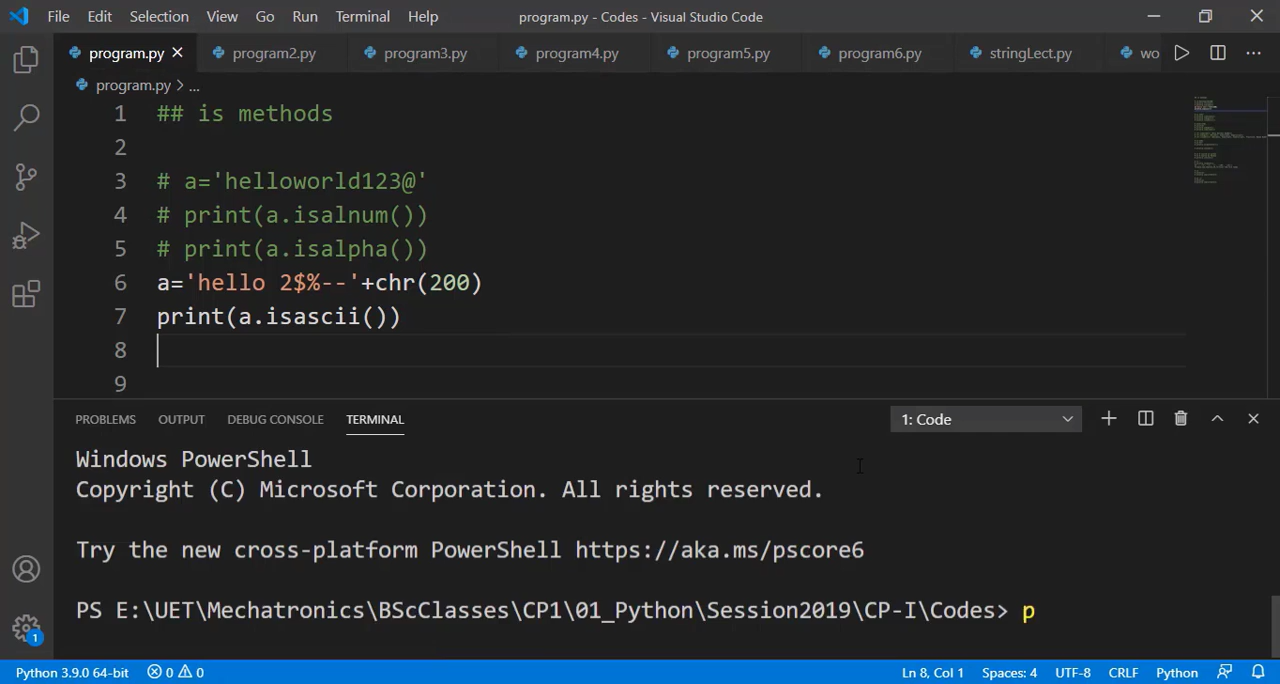 File Edit Selection View Go Run Terminal Help program.py - Codes - Visual Studio Code
program.py program2.py program3.py program4.py program5.py program6.py stringLect.py wo
program.py > ...
1 ## is methods
2
3 # a='helloworld123@'
4 # print(a.isalnum())
5 # print(a.isalpha())
6 a='hello 2$%--'+chr(200)
7 print(a.isascii())
8
9
PROBLEMS OUTPUT DEBUG CONSOLE TERMINAL 1: Code
Windows PowerShell
Copyright (C) Microsoft Corporation. All rights reserved.
Try the new cross-platform PowerShell https://aka.ms/pscore6
PS E:\UET\Mechatronics\BScClasses\CP1\01_Python\Session2019\CP-I\Codes> p
1
Python 3.9.0 64-bit 0 0 Ln 8, Col 1 Spaces: 4 UTF-8 CRLF Python